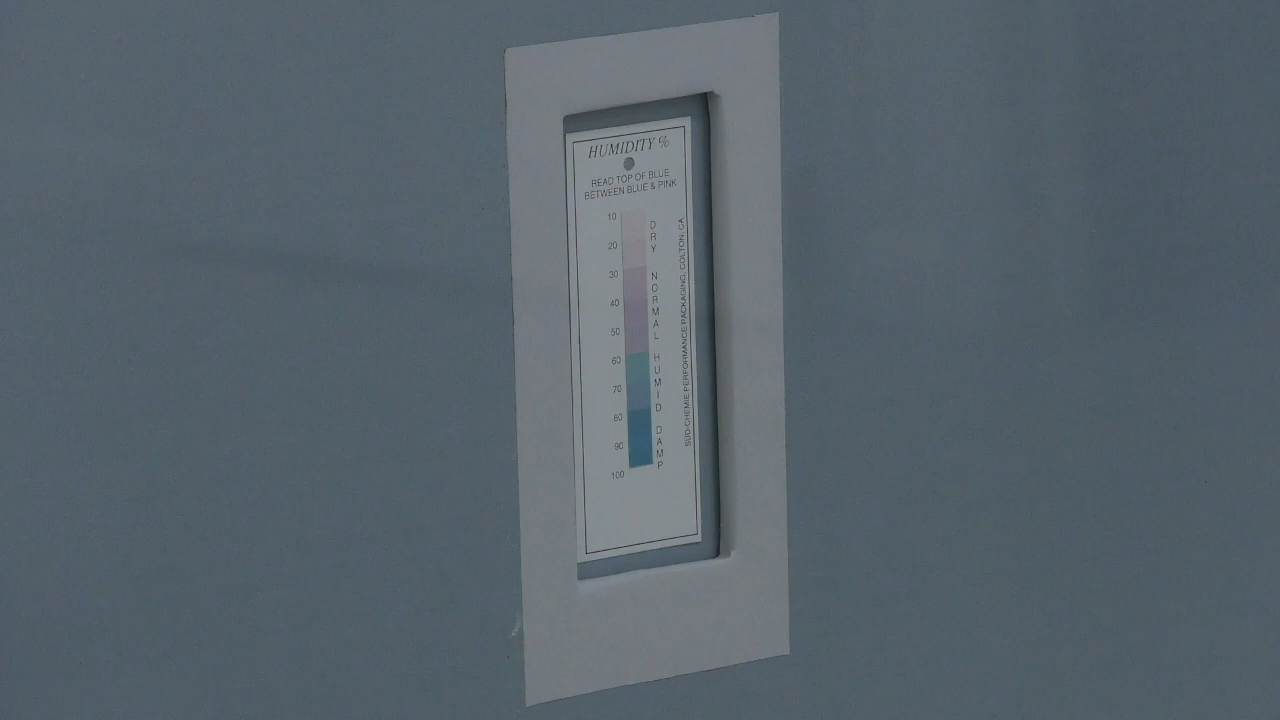 HUMIDITY %
READ TOP OF BLUE
BETWEEN BLUE & PINK
10
20
30
40
50
60
70
80
90
100
DRY
NORMAL
HUMID
DAMP
SUD-CHEMIE PERFORMANCE PACKAGING, COLTON, CA